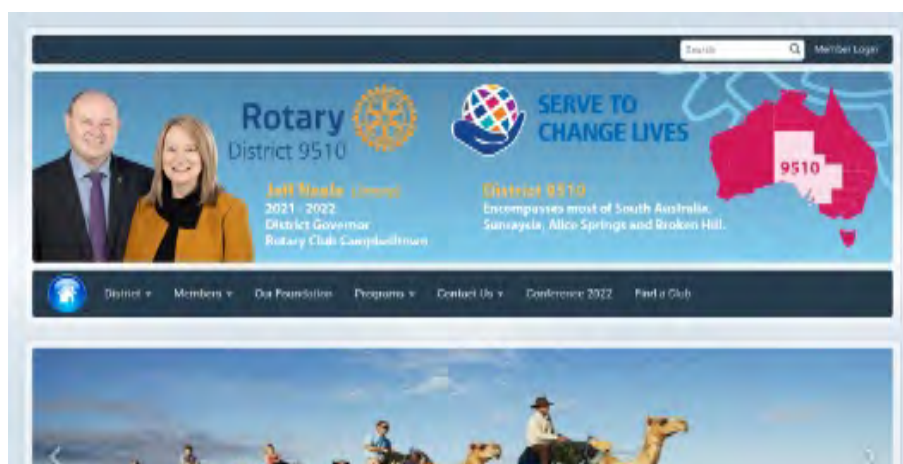 Search
Member Login
Rotary
District 9510
SERVE TO
CHANGE LIVES
9510
2021 - 2022
District Governor
Rotary Club Campbelltown
District 9510
Encompasses most of South Australia,
Sunraysia, Alice Springs and Broken Hill.
District
Members
Our Foundation
Programs
Contact Us
Conference 2022
Find a Club